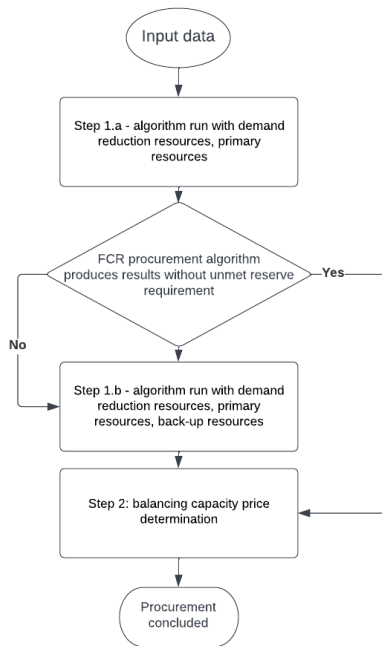 Input data
Step 1.a - algorithm run with demand
reduction resources, primary
resources
FCR procurement algorithm
produces results without unmet reserve
requirement
Yes
No
Step 1.b - algorithm run with demand
reduction resources, primary
resources, back-up resources
Step 2: balancing capacity price
determination
Procurement
concluded